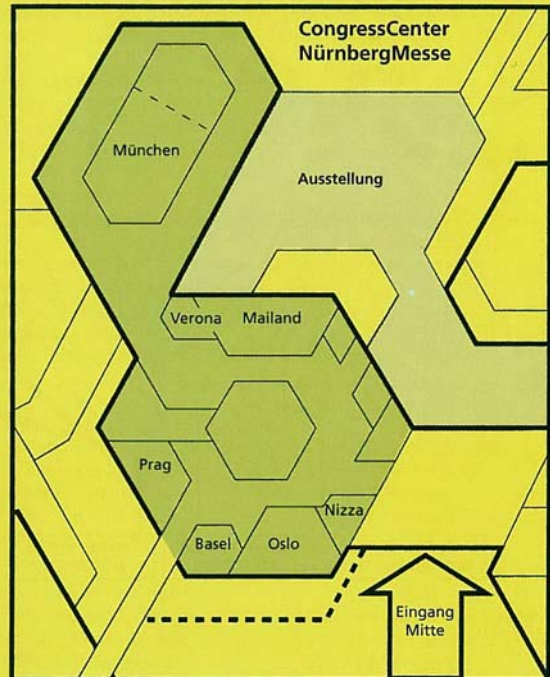 CongressCenter
NürnbergMesse
München
Ausstellung
Verona
Mailand
Prag
Nizza
Basel
Oslo
Eingang
Mitte